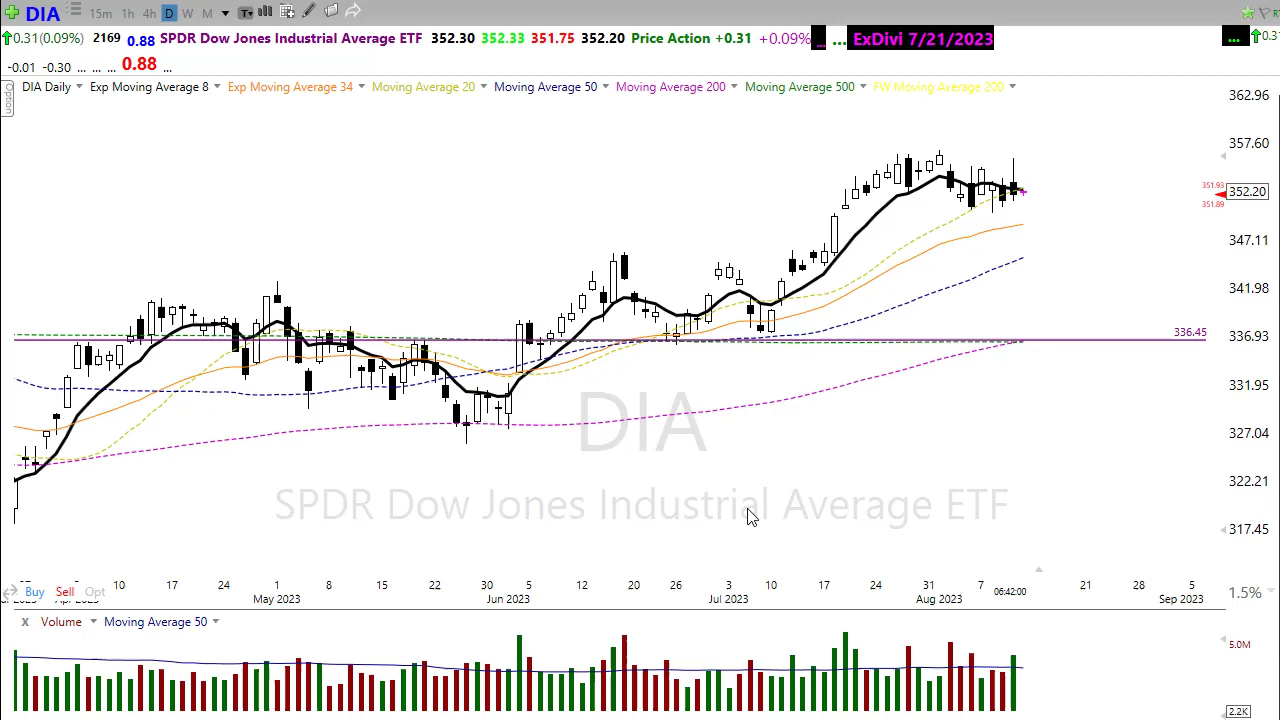 DIA 15m 1h 4h D W M
0.31(0.09%) 2169 0.88 SPDR Dow Jones Industrial Average ETF 352.30 352.33 351.75 352.20 Price Action +0.31 +0.09% ... ... ExDivi 7/21/2023 ... 0.3
-0.01 -0.30 ... ... ... 0.88 ...
Option
DIA Daily Exp Moving Average 8 Exp Moving Average 34 Moving Average 20 Moving Average 50 Moving Average 200 Moving Average 500 FW Moving Average 200
362.96
357.60
351.93
352.20
351.89
347.11
341.98
336.45
336.93
331.95
327.04
322.21
317.45
DIA
SPDR Dow Jones Industrial Average ETF
10 17 24 1 8 15 22 30 5 12 20 26 3 10 17 24 31 7 21 28 5
06:42:00
Buy Sell Opt
1.5%
May 2023 Jun 2023 Jul 2023 Aug 2023 Sep 2023
X Volume Moving Average 50
5.0M
2.2K